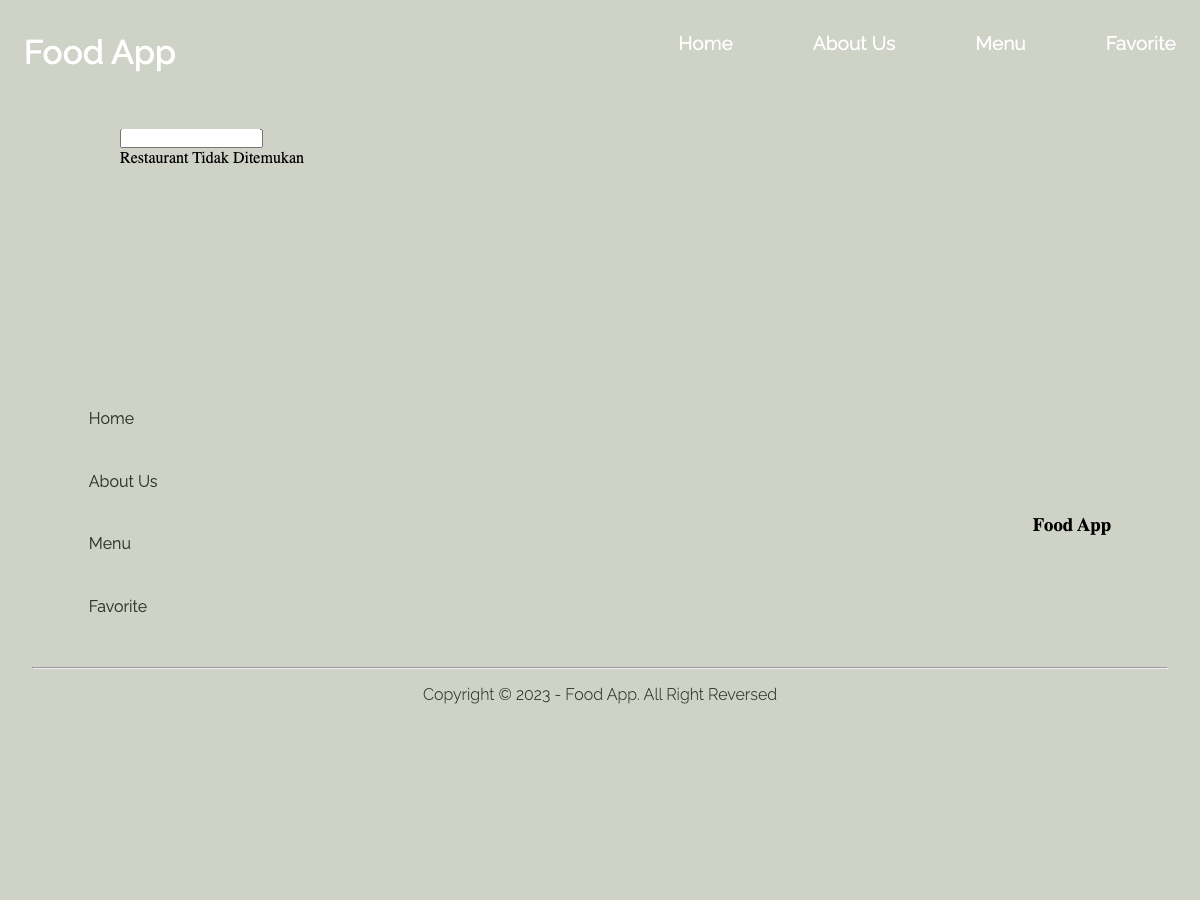 Food App
Home
About Us
Menu
Favorite
Restaurant Tidak Ditemukan
Home
About Us
Menu
Favorite
Food App
Copyright © 2023 - Food App. All Right Reversed